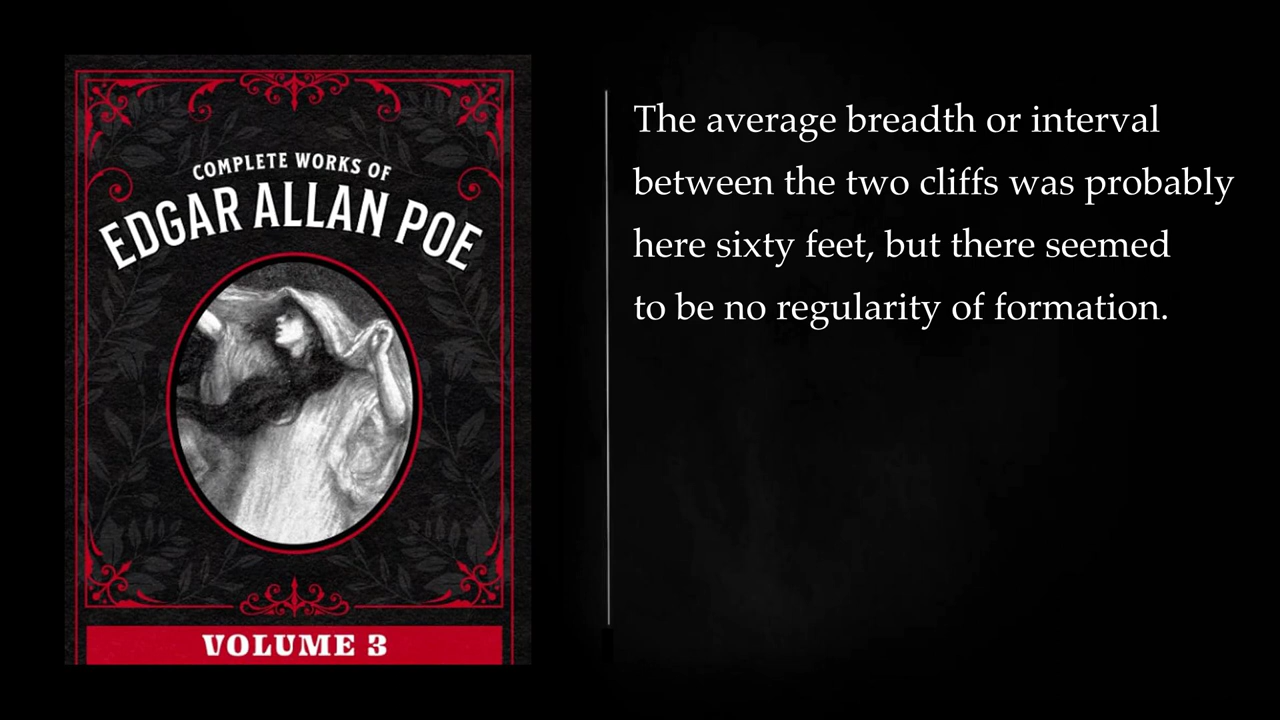 COMPLETE WORKS OF
EDGAR ALLAN POE
VOLUME 3
The average breadth or interval
between the two cliffs was probably
here sixty feet, but there seemed
to be no regularity of formation.